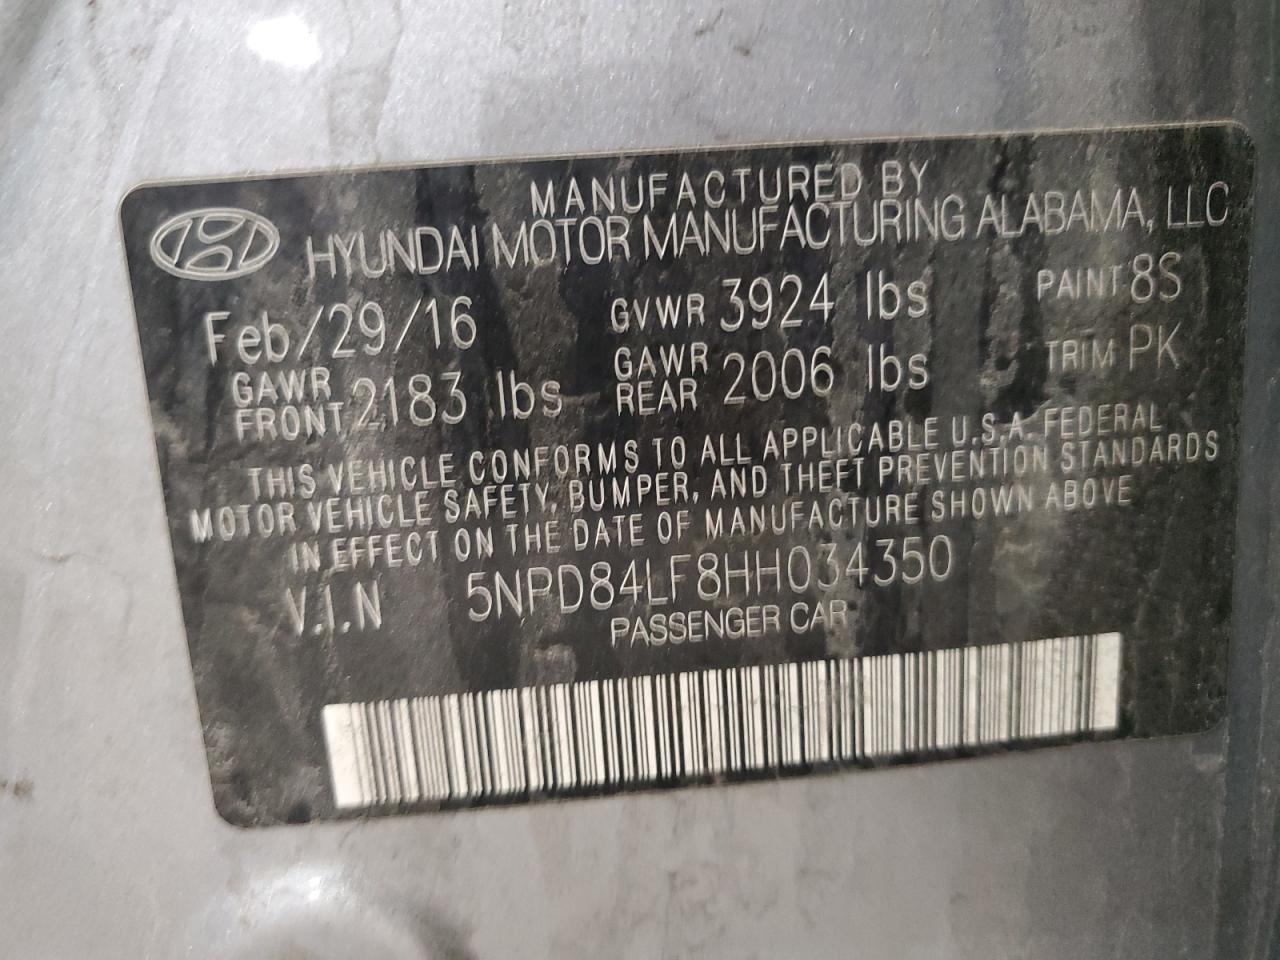 MANUFACTURED BY
HYUNDAI MOTOR MANUFACTURING ALABAMA, LLC
Feb/29/16 GVWR 3924 lbs PAINT 8S
GAWR FRONT 2183 lbs GAWR REAR 2006 lbs TRIM PK
THIS VEHICLE CONFORMS TO ALL APPLICABLE U.S.A. FEDERAL
MOTOR VEHICLE SAFETY, BUMPER, AND THEFT PREVENTION STANDARDS
IN EFFECT ON THE DATE OF MANUFACTURE SHOWN ABOVE
V.I.N 5NPD84LF8HH034350
PASSENGER CAR